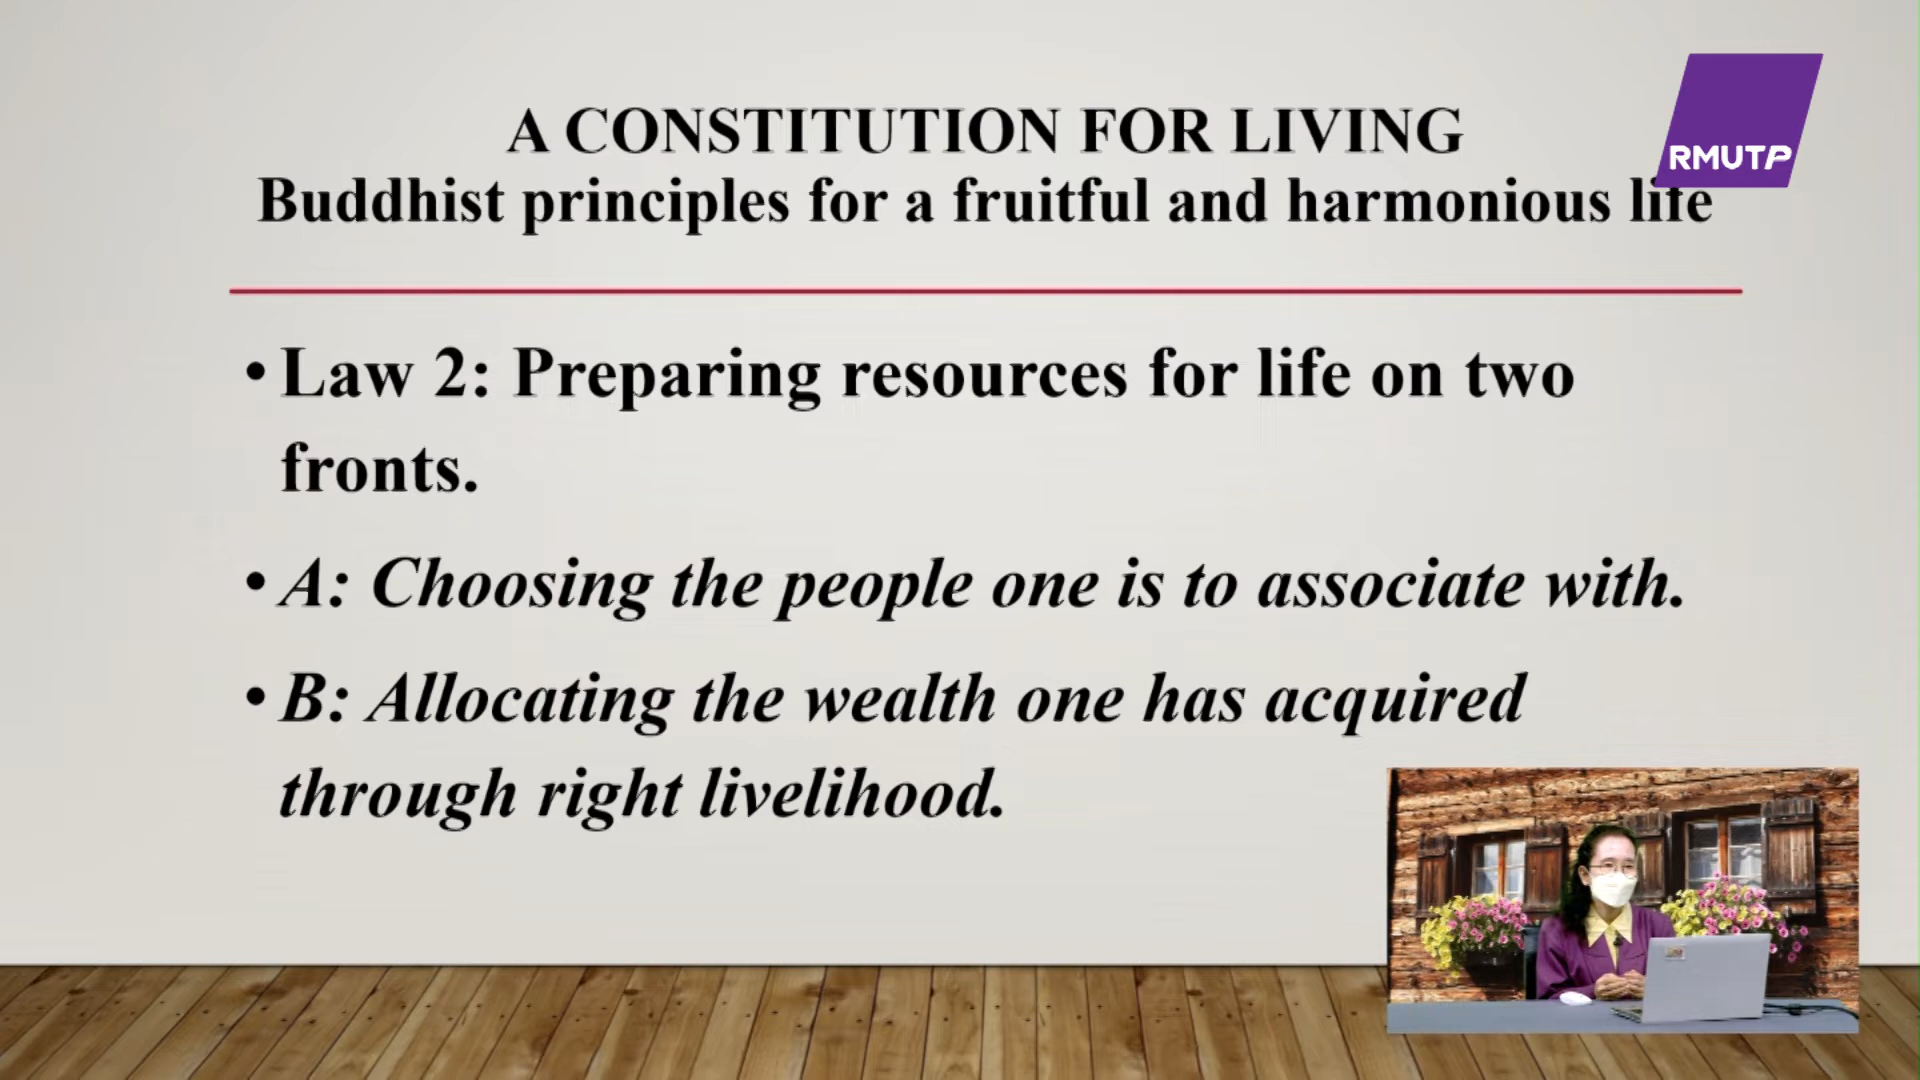 A CONSTITUTION FOR LIVING
Buddhist principles for a fruitful and harmonious life
RMUTP
• Law 2: Preparing resources for life on two
fronts.
• A: Choosing the people one is to associate with.
• B: Allocating the wealth one has acquired
through right livelihood.